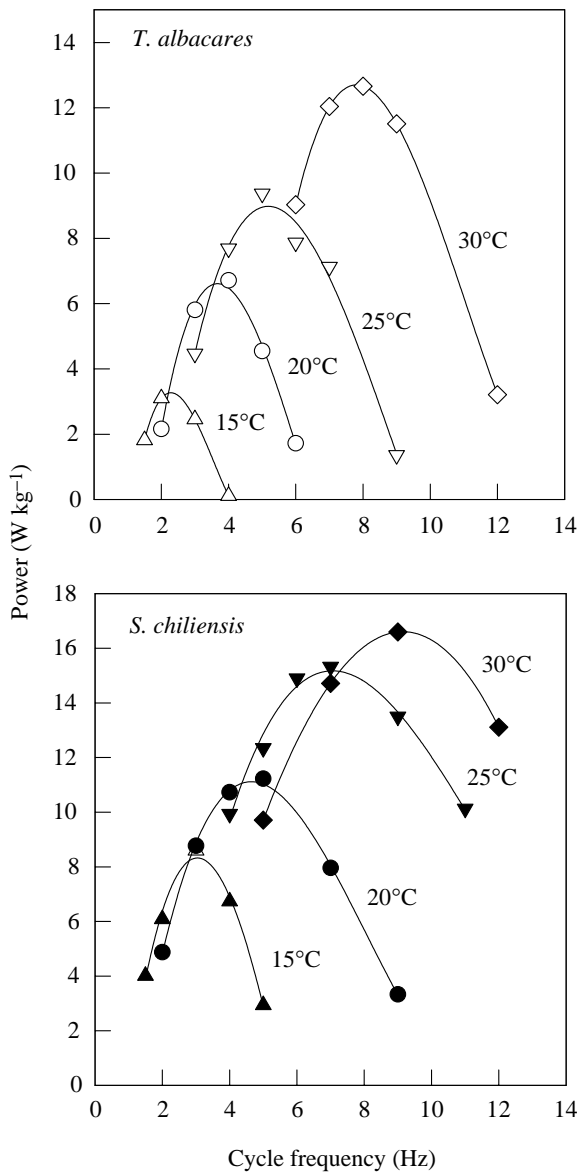 14
T. albacares
12
10
8
30°C
6
25°C
4
20°C
15°C
2
0
0 2 4 6 8 10 12 14
Power (W kg⁻¹)
18
S. chiliensis
16
30°C
14
12
25°C
10
8
20°C
6
15°C
4
2
0
0 2 4 6 8 10 12 14
Cycle frequency (Hz)